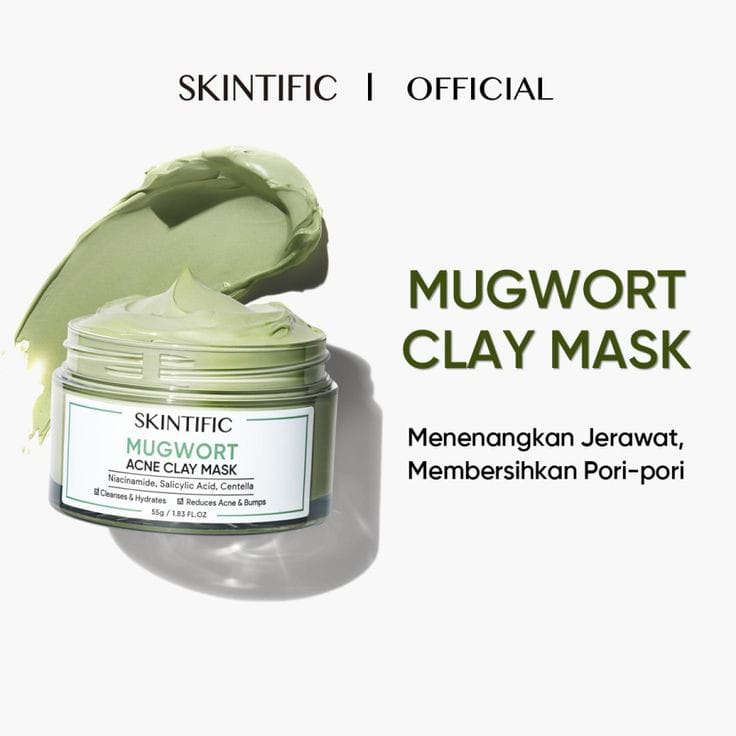 SKINTIFIC | OFFICIAL
MUGWORT
CLAY MASK
Menenangkan Jerawat,
Membersihkan Pori-pori
SKINTIFIC
MUGWORT
ACNE CLAY MASK
Niacinamide, Salicylic Acid, Centella
☑ Cleanses & Hydrates ☑ Reduces Acne & Bumps
55g / 1.83 FL.OZ